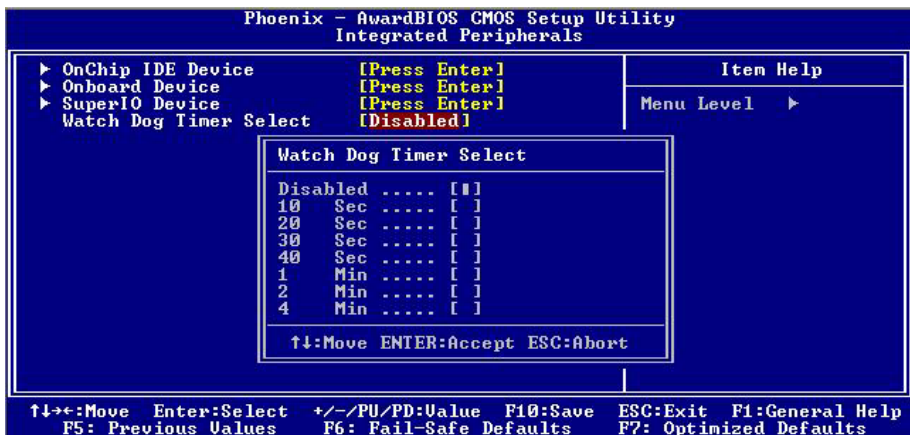 Phoenix - AwardBIOS CMOS Setup Utility
Integrated Peripherals
► OnChip IDE Device [Press Enter]
► Onboard Device [Press Enter]
► SuperIO Device [Press Enter]
Watch Dog Timer Select [Disabled]
Item Help
Menu Level ►
Watch Dog Timer Select
Disabled ..... [■]
10 Sec ..... [ ]
20 Sec ..... [ ]
30 Sec ..... [ ]
40 Sec ..... [ ]
1 Min ..... [ ]
2 Min ..... [ ]
4 Min ..... [ ]
↑↓:Move ENTER:Accept ESC:Abort
↑↓→←:Move Enter:Select +/-/PU/PD:Value F10:Save ESC:Exit F1:General Help
F5: Previous Values F6: Fail-Safe Defaults F7: Optimized Defaults